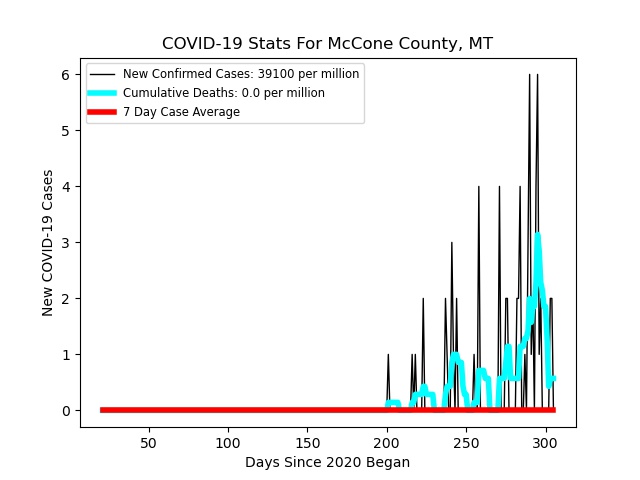 COVID-19 Stats For McCone County, MT
New Confirmed Cases: 39100 per million
Cumulative Deaths: 0.0 per million
7 Day Case Average
New COVID-19 Cases
6
5
4
3
2
1
0
50 100 150 200 250 300
Days Since 2020 Began